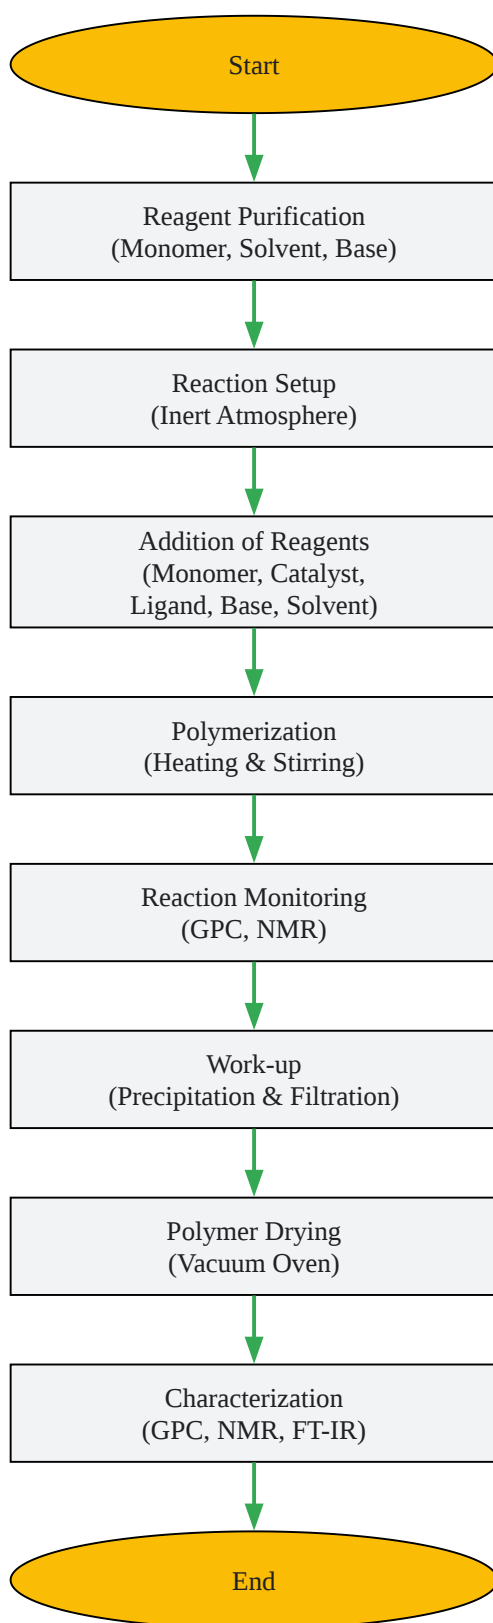 Start
Reagent Purification
(Monomer, Solvent, Base)
Reaction Setup
(Inert Atmosphere)
Addition of Reagents
(Monomer, Catalyst,
Ligand, Base, Solvent)
Polymerization
(Heating & Stirring)
Reaction Monitoring
(GPC, NMR)
Work-up
(Precipitation & Filtration)
Polymer Drying
(Vacuum Oven)
Characterization
(GPC, NMR, FT-IR)
End